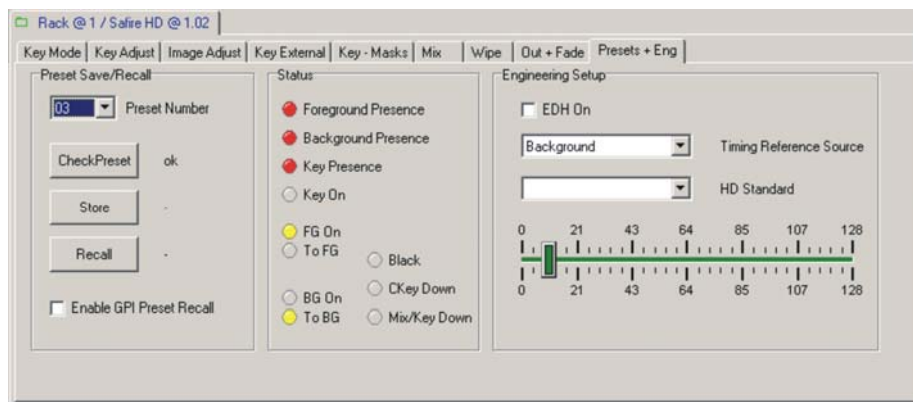 Rack @ 1 / Safire HD @ 1.02
Key Mode Key Adjust Image Adjust Key External Key - Masks Mix Wipe Out + Fade Presets + Eng
Preset Save/Recall
03 Preset Number
CheckPreset ok
Store -
Recall -
Enable GPI Preset Recall
Status
Foreground Presence
Background Presence
Key Presence
Key On
FG On
To FG
Black
CKey Down
BG On
To BG
Mix/Key Down
Engineering Setup
EDH On
Background Timing Reference Source
HD Standard
0 21 43 64 85 107 128
0 21 43 64 85 107 128